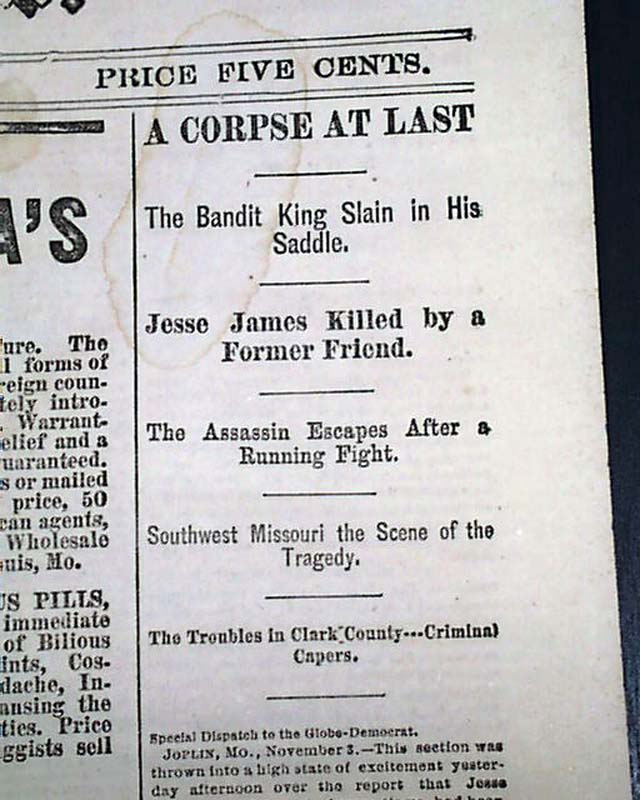 PRICE FIVE CENTS.
A'S
ure. The
l forms of
reign coun-
tely intro-
. Warrant-
elief and a
uaranteed.
s or mailed
price, 50
can agents,
Wholesale
ouis, Mo.
US PILLS,
immediate
of Bilious
ints, Cos-
dache, In-
ansing the
ties. Price
ggists sell
A CORPSE AT LAST
The Bandit King Slain in His
Saddle.
Jesse James Killed by a
Former Friend.
The Assassin Escapes After a
Running Fight.
Southwest Missouri the Scene of the
Tragedy.
The Troubles in Clark County---Criminal
Capers.
Special Dispatch to the Globe-Democrat.
JOPLIN, MO., November 3.—This section was
thrown into a high state of excitement yester-
day afternoon over the report that Jesse